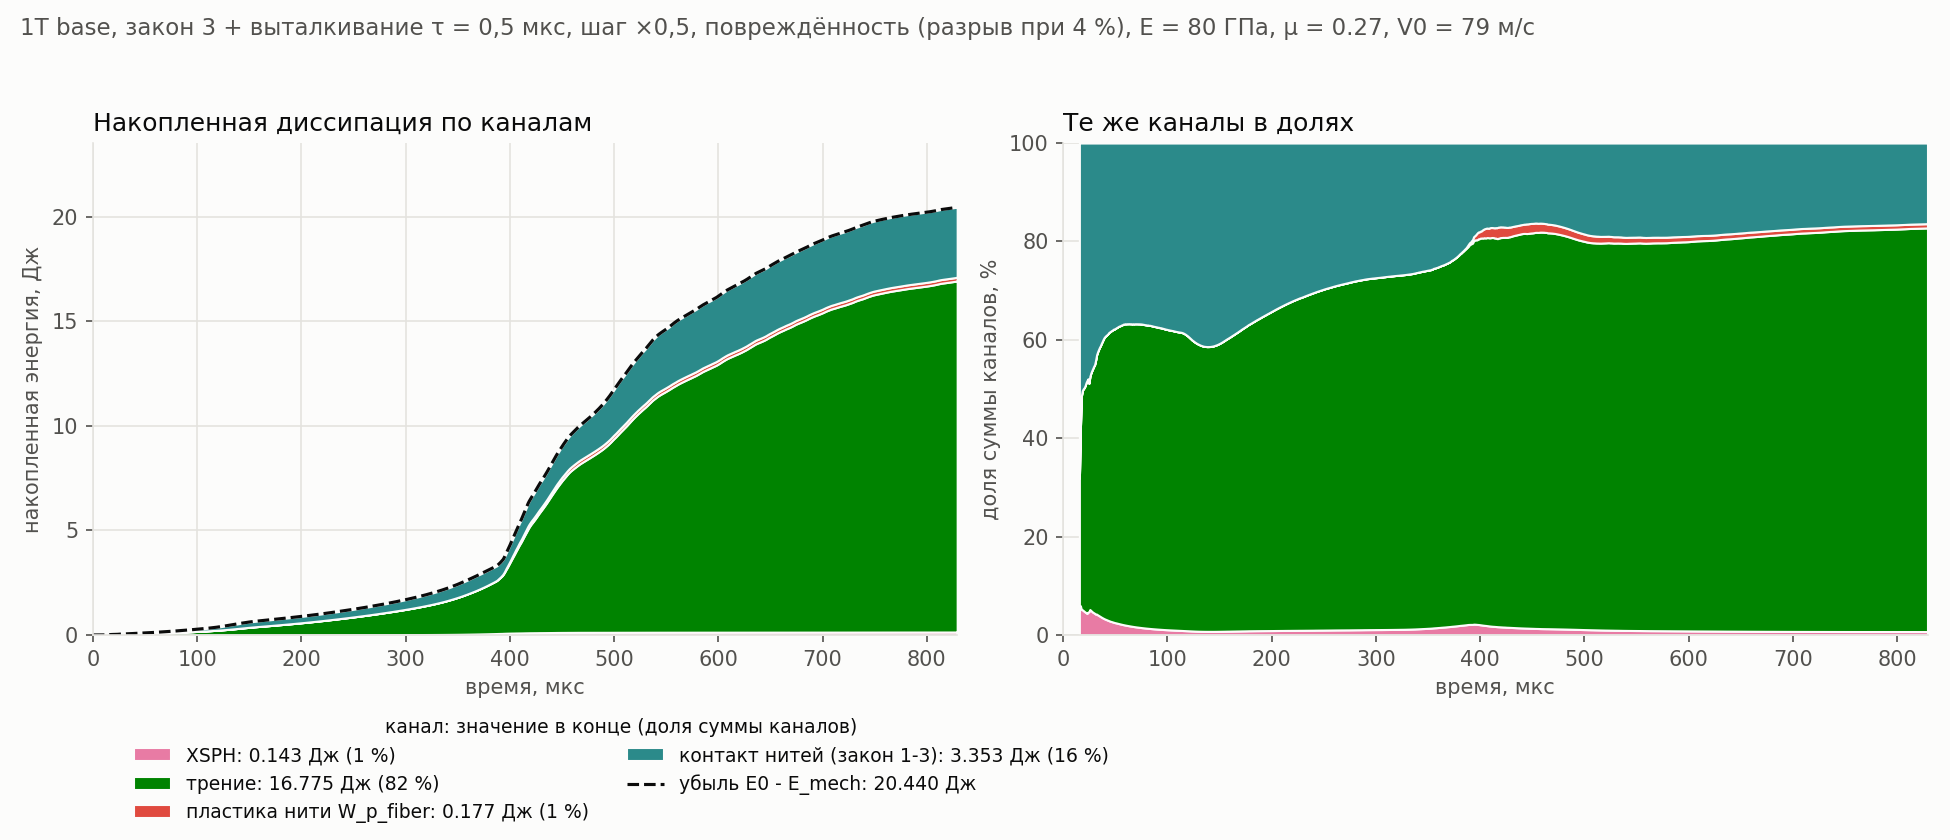 1T base, закон 3 + выталкивание τ = 0,5 мкс, шаг ×0,5, повреждённость (разрыв при 4 %), E = 80 ГПа, μ = 0.27, V0 = 79 м/с
Накопленная диссипация по каналам
накопленная энергия, Дж
20
15
10
5
0
0 100 200 300 400 500 600 700 800
время, мкс
Те же каналы в долях
доля суммы каналов, %
100
80
60
40
20
0
0 100 200 300 400 500 600 700 800
время, мкс
канал: значение в конце (доля суммы каналов)
XSPH: 0.143 Дж (1 %)
трение: 16.775 Дж (82 %)
пластика нити W_p_fiber: 0.177 Дж (1 %)
контакт нитей (закон 1-3): 3.353 Дж (16 %)
убыль E0 - E_mech: 20.440 Дж